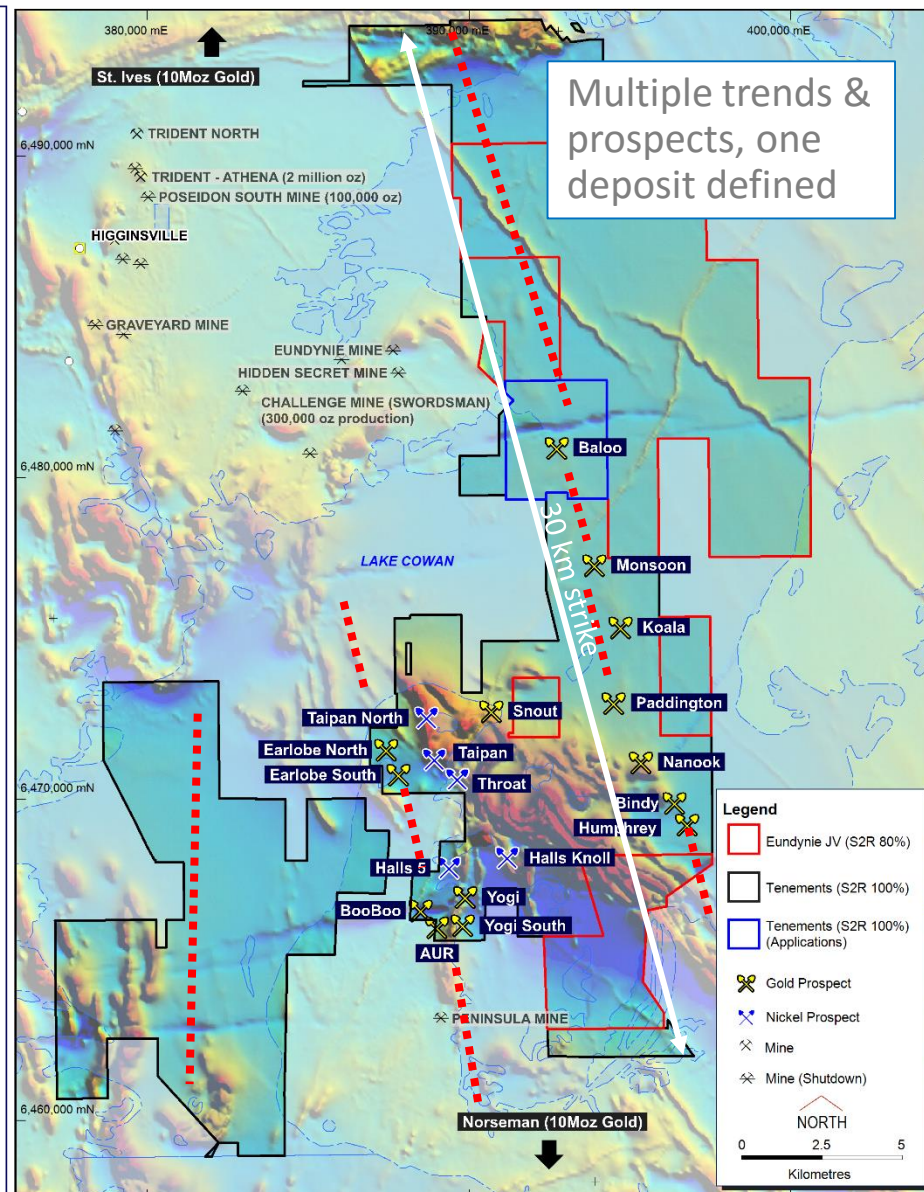 380,000 mE
390,000 mE
400,000 mE
St. Ives (10Moz Gold)
Multiple trends &
prospects, one
deposit defined
TRIDENT NORTH
6,490,000 mN
TRIDENT - ATHENA (2 million oz)
POSEIDON SOUTH MINE (100,000 oz)
HIGGINSVILLE
GRAVEYARD MINE
EUNDYNIE MINE
HIDDEN SECRET MINE
CHALLENGE MINE (SWORDSMAN)
(300,000 oz production)
Baloo
6,480,000 mN
30 km strike
LAKE COWAN
Monsoon
Koala
Paddington
Snout
Taipan North
Earlobe North
Taipan
Nanook
Earlobe South
Throat
6,470,000 mN
Bindy
Humphrey
Halls Knoll
Halls 5
Yogi
BooBoo
Yogi South
AUR
PENINSULA MINE
6,460,000 mN
Norseman (10Moz Gold)
Legend
Eundynie JV (S2R 80%)
Tenements (S2R 100%)
Tenements (S2R 100%)
(Applications)
Gold Prospect
Nickel Prospect
Mine
Mine (Shutdown)
NORTH
0 2.5 5
Kilometres